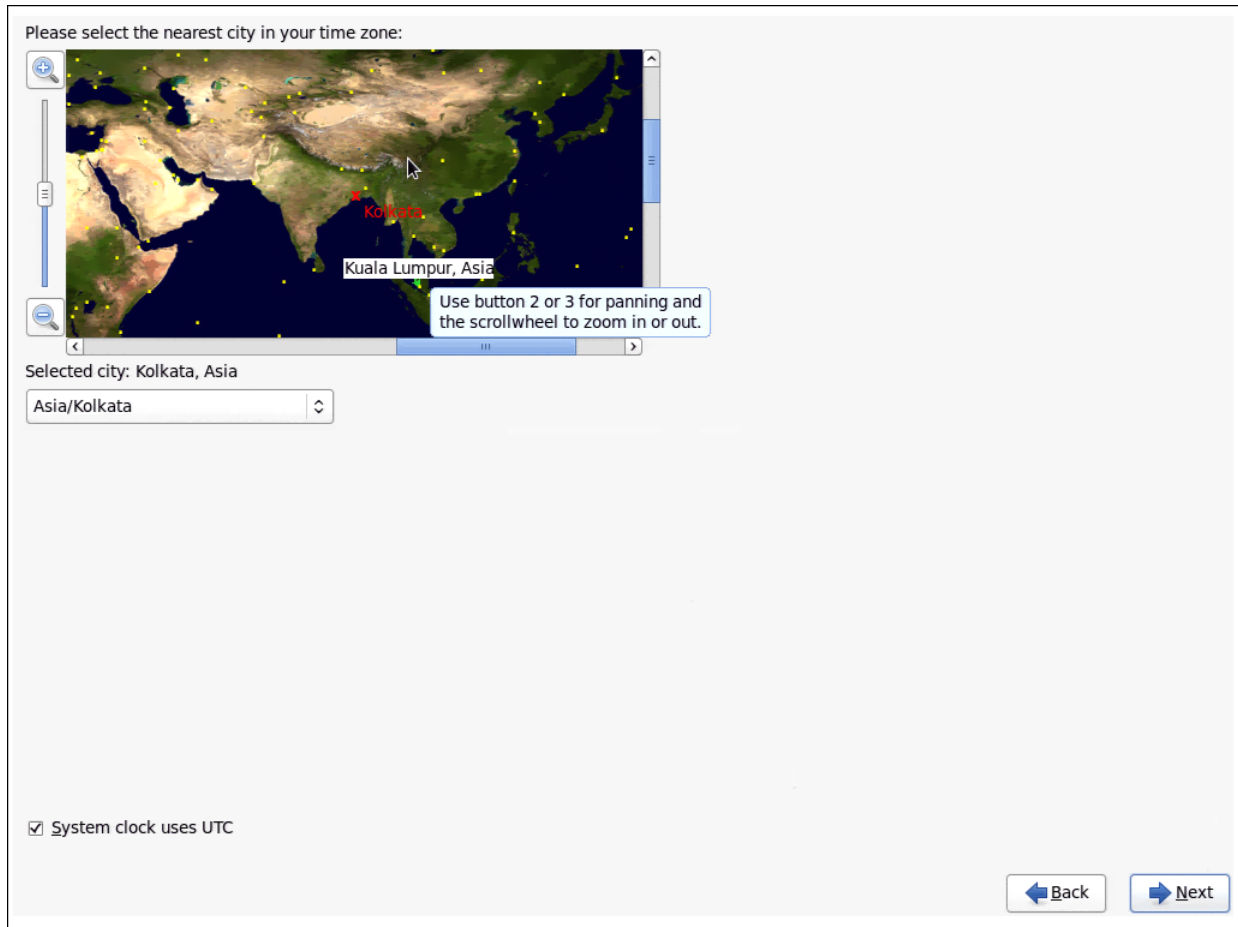 Please select the nearest city in your time zone:
Kolkata
Kuala Lumpur, Asia
Use button 2 or 3 for panning and
the scrollwheel to zoom in or out.
Selected city: Kolkata, Asia
Asia/Kolkata
System clock uses UTC
Back
Next